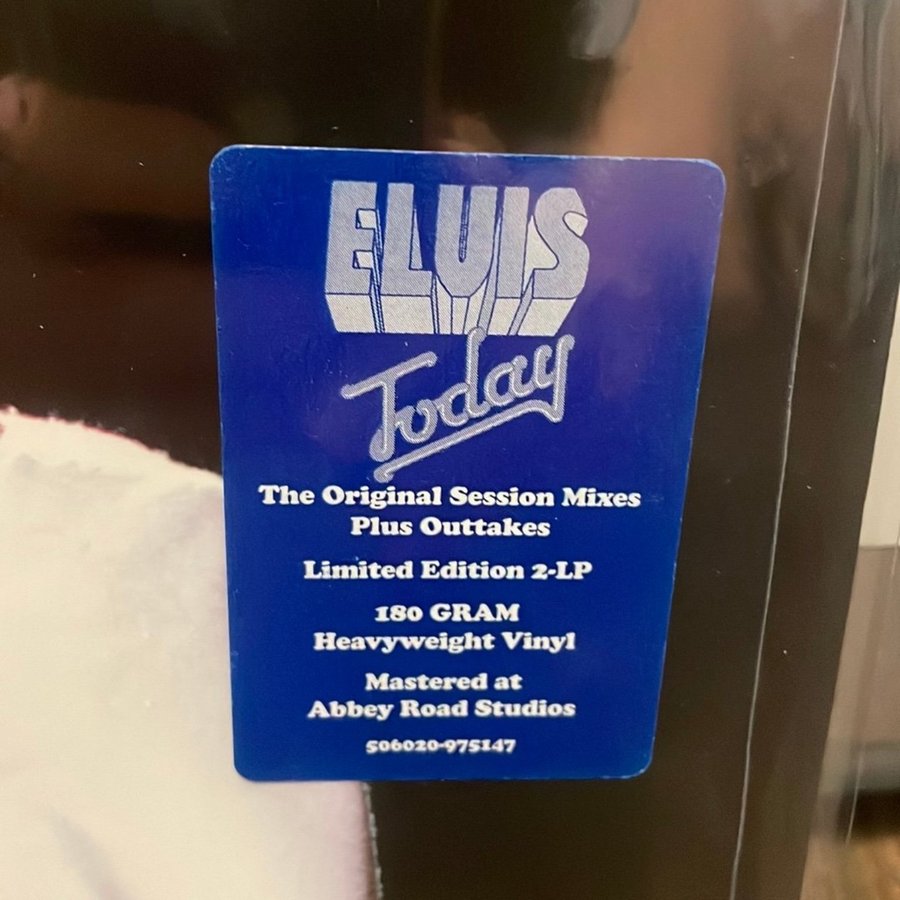 ELVIS
Today
The Original Session Mixes
Plus Outtakes
Limited Edition 2-LP
180 GRAM
Heavyweight Vinyl
Mastered at
Abbey Road Studios
506020-975147